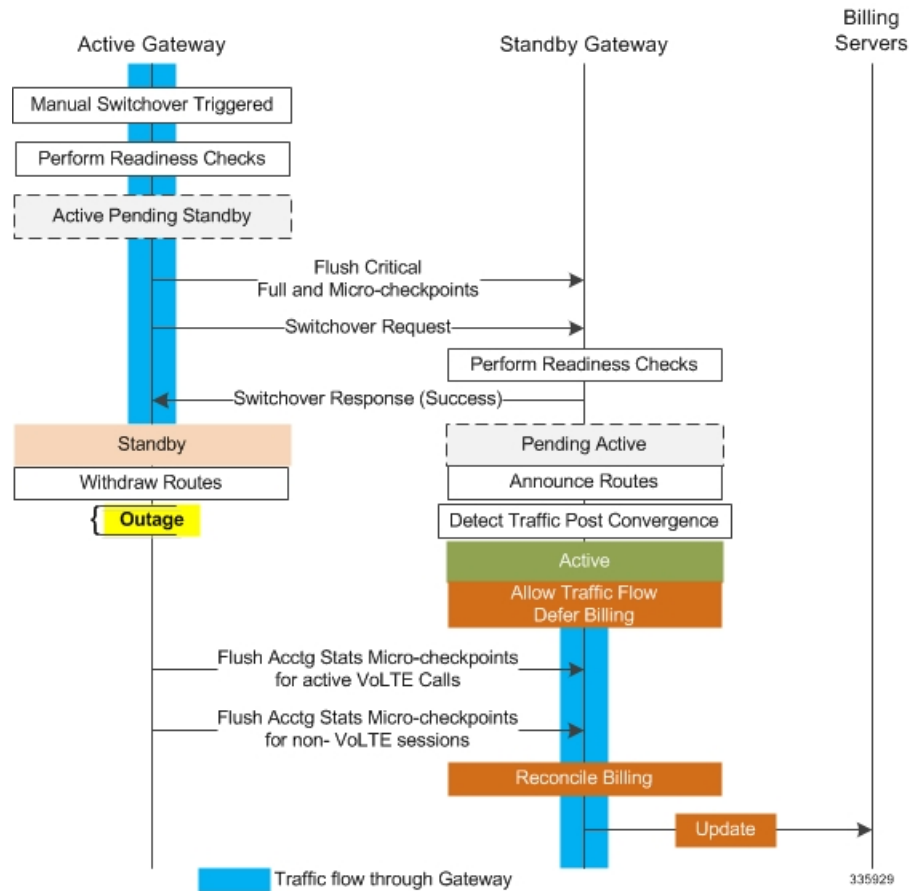 Billing
Servers
Active Gateway
Standby Gateway
Manual Switchover Triggered
Perform Readiness Checks
Active Pending Standby
Flush Critical
Full and Micro-checkpoints
Switchover Request
Perform Readiness Checks
Switchover Response (Success)
Standby
Pending Active
Withdraw Routes
Announce Routes
{ Outage
Detect Traffic Post Convergence
Active
Allow Traffic Flow
Defer Billing
Flush Acctg Stats Micro-checkpoints
for active VoLTE Calls
Flush Acctg Stats Micro-checkpoints
for non- VoLTE sessions
Reconcile Billing
Update
Traffic flow through Gateway
335929